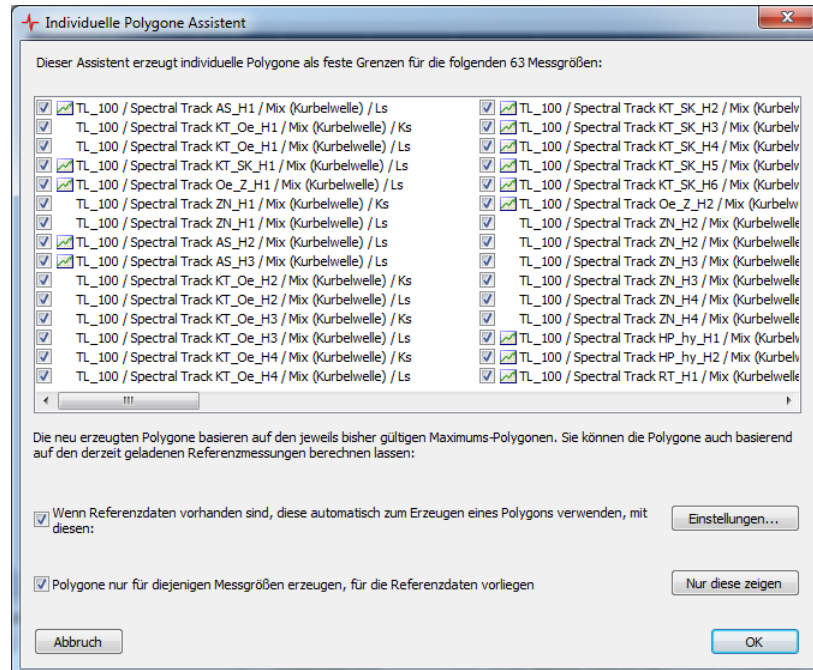 Individuelle Polygone Assistent
Dieser Assistent erzeugt individuelle Polygone als feste Grenzen für die folgenden 63 Messgrößen:
TL_100 / Spectral Track AS_H1 / Mix (Kurbelwelle) / Ls
TL_100 / Spectral Track KT_Oe_H1 / Mix (Kurbelwelle) / Ks
TL_100 / Spectral Track KT_Oe_H1 / Mix (Kurbelwelle) / Ls
TL_100 / Spectral Track KT_SK_H1 / Mix (Kurbelwelle) / Ls
TL_100 / Spectral Track Oe_Z_H1 / Mix (Kurbelwelle) / Ls
TL_100 / Spectral Track ZN_H1 / Mix (Kurbelwelle) / Ks
TL_100 / Spectral Track ZN_H1 / Mix (Kurbelwelle) / Ls
TL_100 / Spectral Track AS_H2 / Mix (Kurbelwelle) / Ls
TL_100 / Spectral Track AS_H3 / Mix (Kurbelwelle) / Ls
TL_100 / Spectral Track KT_Oe_H2 / Mix (Kurbelwelle) / Ks
TL_100 / Spectral Track KT_Oe_H2 / Mix (Kurbelwelle) / Ls
TL_100 / Spectral Track KT_Oe_H3 / Mix (Kurbelwelle) / Ks
TL_100 / Spectral Track KT_Oe_H3 / Mix (Kurbelwelle) / Ls
TL_100 / Spectral Track KT_Oe_H4 / Mix (Kurbelwelle) / Ks
TL_100 / Spectral Track KT_Oe_H4 / Mix (Kurbelwelle) / Ls
TL_100 / Spectral Track KT_SK_H2 / Mix (Kurbelw
TL_100 / Spectral Track KT_SK_H3 / Mix (Kurbelw
TL_100 / Spectral Track KT_SK_H4 / Mix (Kurbelw
TL_100 / Spectral Track KT_SK_H5 / Mix (Kurbelw
TL_100 / Spectral Track KT_SK_H6 / Mix (Kurbelw
TL_100 / Spectral Track Oe_Z_H2 / Mix (Kurbelw
TL_100 / Spectral Track ZN_H2 / Mix (Kurbelwelle
TL_100 / Spectral Track ZN_H2 / Mix (Kurbelwelle
TL_100 / Spectral Track ZN_H3 / Mix (Kurbelwelle
TL_100 / Spectral Track ZN_H3 / Mix (Kurbelwelle
TL_100 / Spectral Track ZN_H4 / Mix (Kurbelwelle
TL_100 / Spectral Track ZN_H4 / Mix (Kurbelwelle
TL_100 / Spectral Track HP_hy_H1 / Mix (Kurbelw
TL_100 / Spectral Track HP_hy_H2 / Mix (Kurbelw
TL_100 / Spectral Track RT_H1 / Mix (Kurbelwelle
Die neu erzeugten Polygone basieren auf den jeweils bisher gültigen Maximums-Polygonen. Sie können die Polygone auch basierend
auf den derzeit geladenen Referenzmessungen berechnen lassen:
Wenn Referenzdaten vorhanden sind, diese automatisch zum Erzeugen eines Polygons verwenden, mit
diesen:
Einstellungen...
Polygone nur für diejenigen Messgrößen erzeugen, für die Referenzdaten vorliegen
Nur diese zeigen
Abbruch
OK